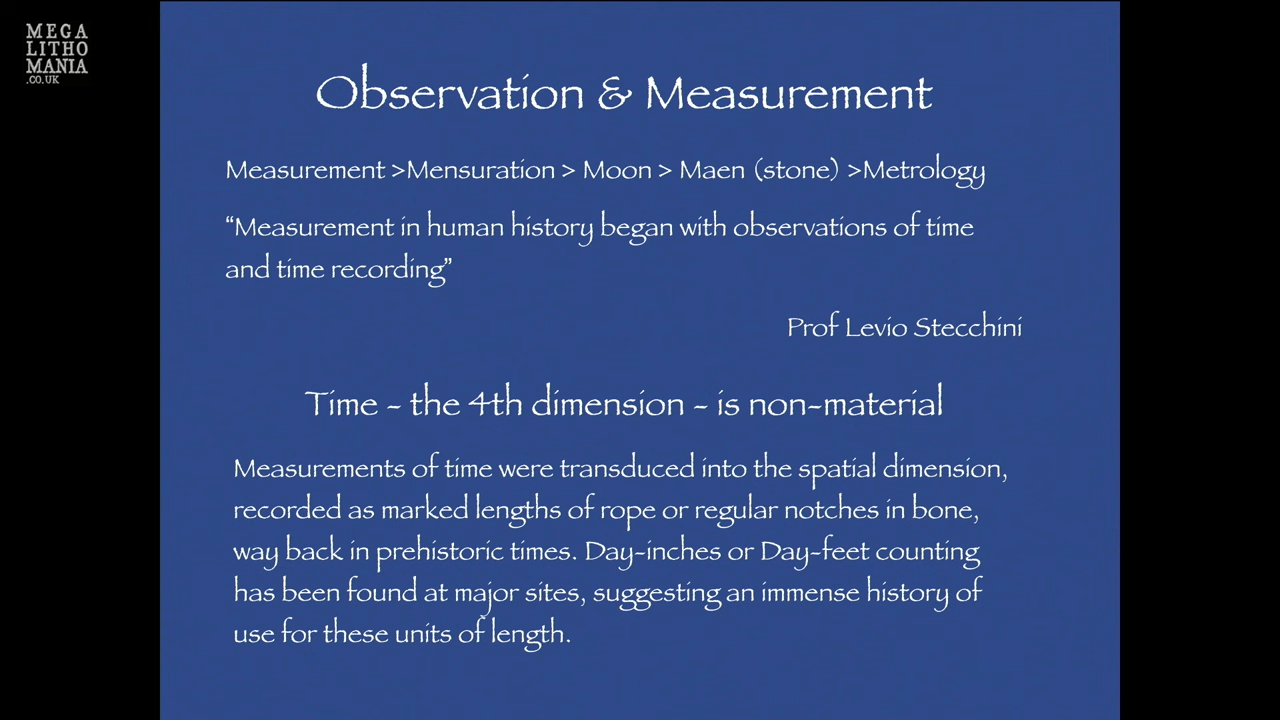 MEGA
LITHO
MANIA
.CO.UK
Observation & Measurement
Measurement >Mensuration > Moon > Maen (stone) >Metrology
“Measurement in human history began with observations of time
and time recording”
Prof Levio Stecchini
Time - the 4th dimension - is non-material
Measurements of time were transduced into the spatial dimension,
recorded as marked lengths of rope or regular notches in bone,
way back in prehistoric times. Day-inches or Day-feet counting
has been found at major sites, suggesting an immense history of
use for these units of length.